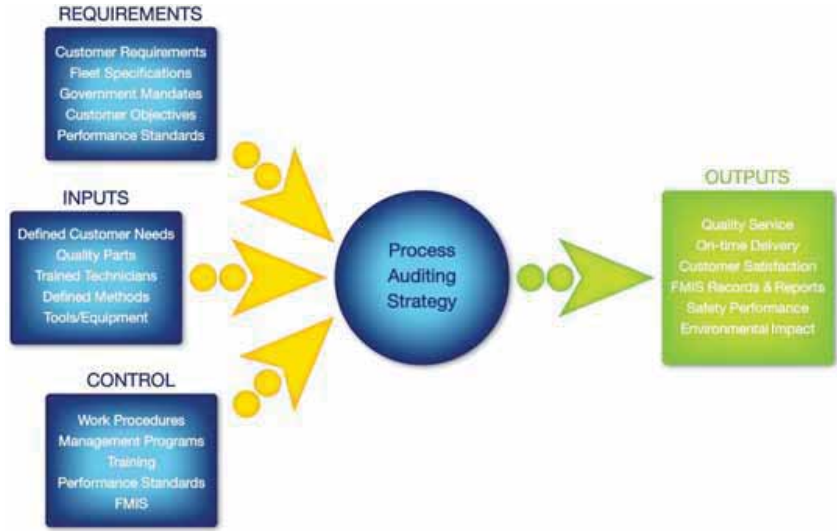 REQUIREMENTS
Customer Requirements
Fleet Specifications
Government Mandates
Customer Objectives
Performance Standards
INPUTS
Defined Customer Needs
Quality Parts
Trained Technicians
Defined Methods
Tools/Equipment
CONTROL
Work Procedures
Management Programs
Training
Performance Standards
FMIS
Process
Auditing
Strategy
OUTPUTS
Quality Service
On-time Delivery
Customer Satisfaction
FMIS Records & Reports
Safety Performance
Environmental Impact